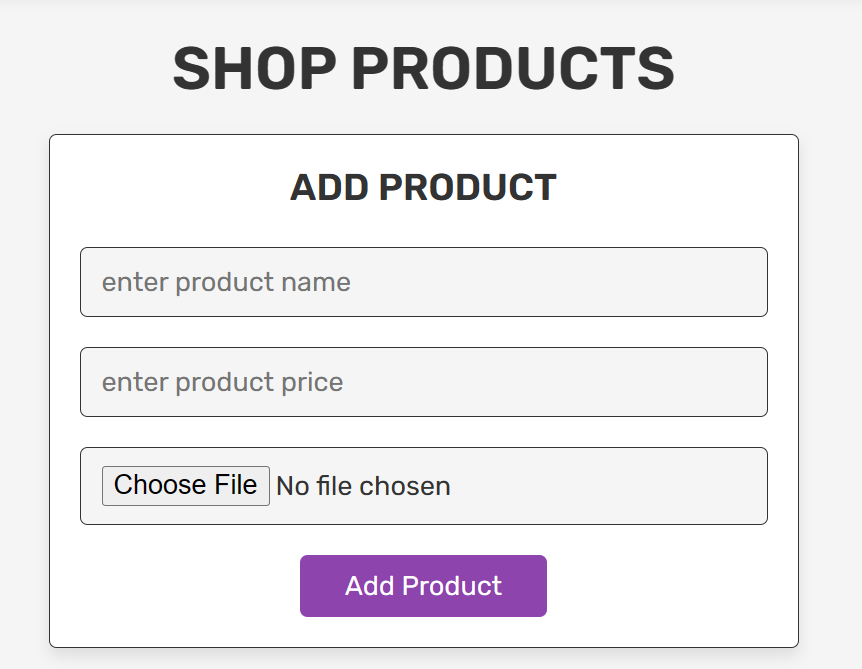 SHOP PRODUCTS
ADD PRODUCT
enter product name
enter product price
Choose File No file chosen
Add Product